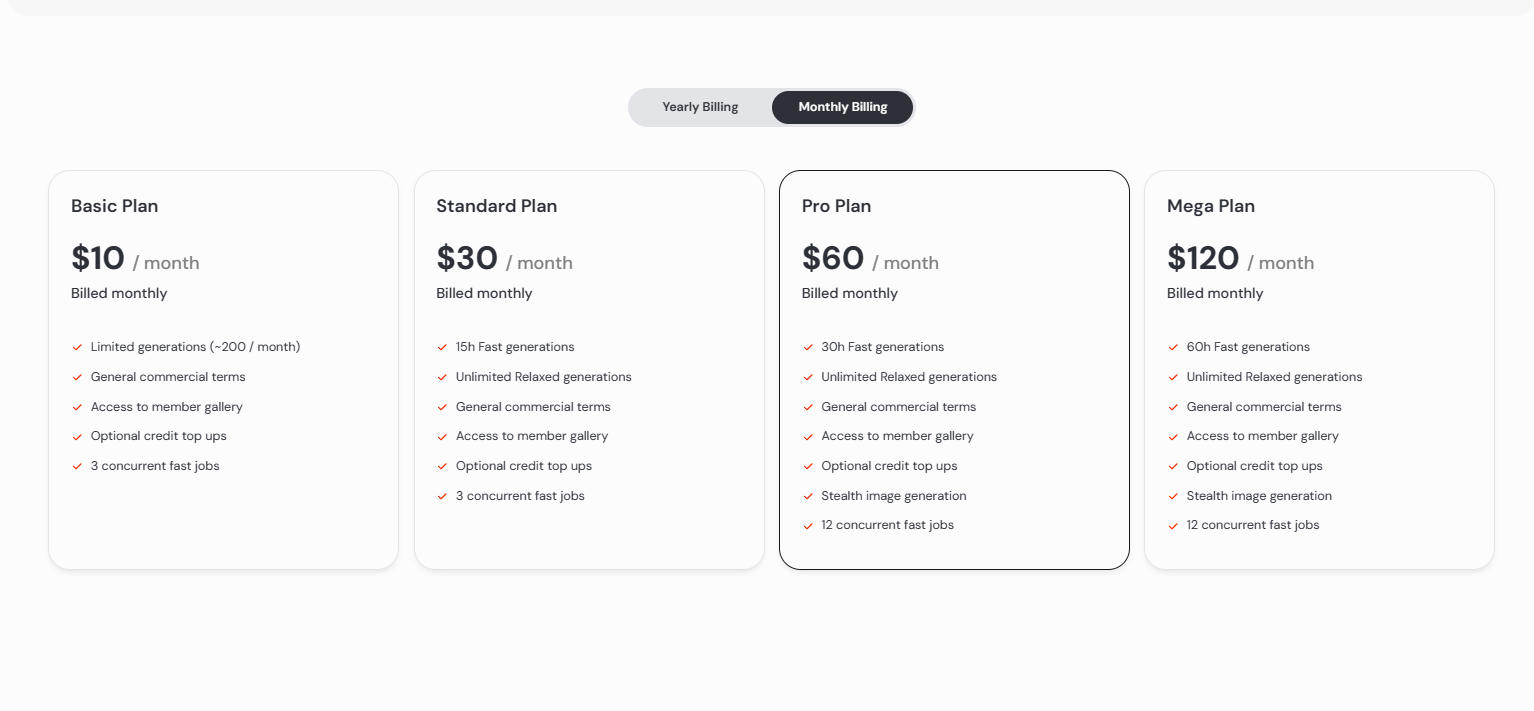 Yearly Billing
Monthly Billing
Basic Plan
$10 / month
Billed monthly
Limited generations (~200 / month)
General commercial terms
Access to member gallery
Optional credit top ups
3 concurrent fast jobs
Standard Plan
$30 / month
Billed monthly
15h Fast generations
Unlimited Relaxed generations
General commercial terms
Access to member gallery
Optional credit top ups
3 concurrent fast jobs
Pro Plan
$60 / month
Billed monthly
30h Fast generations
Unlimited Relaxed generations
General commercial terms
Access to member gallery
Optional credit top ups
Stealth image generation
12 concurrent fast jobs
Mega Plan
$120 / month
Billed monthly
60h Fast generations
Unlimited Relaxed generations
General commercial terms
Access to member gallery
Optional credit top ups
Stealth image generation
12 concurrent fast jobs